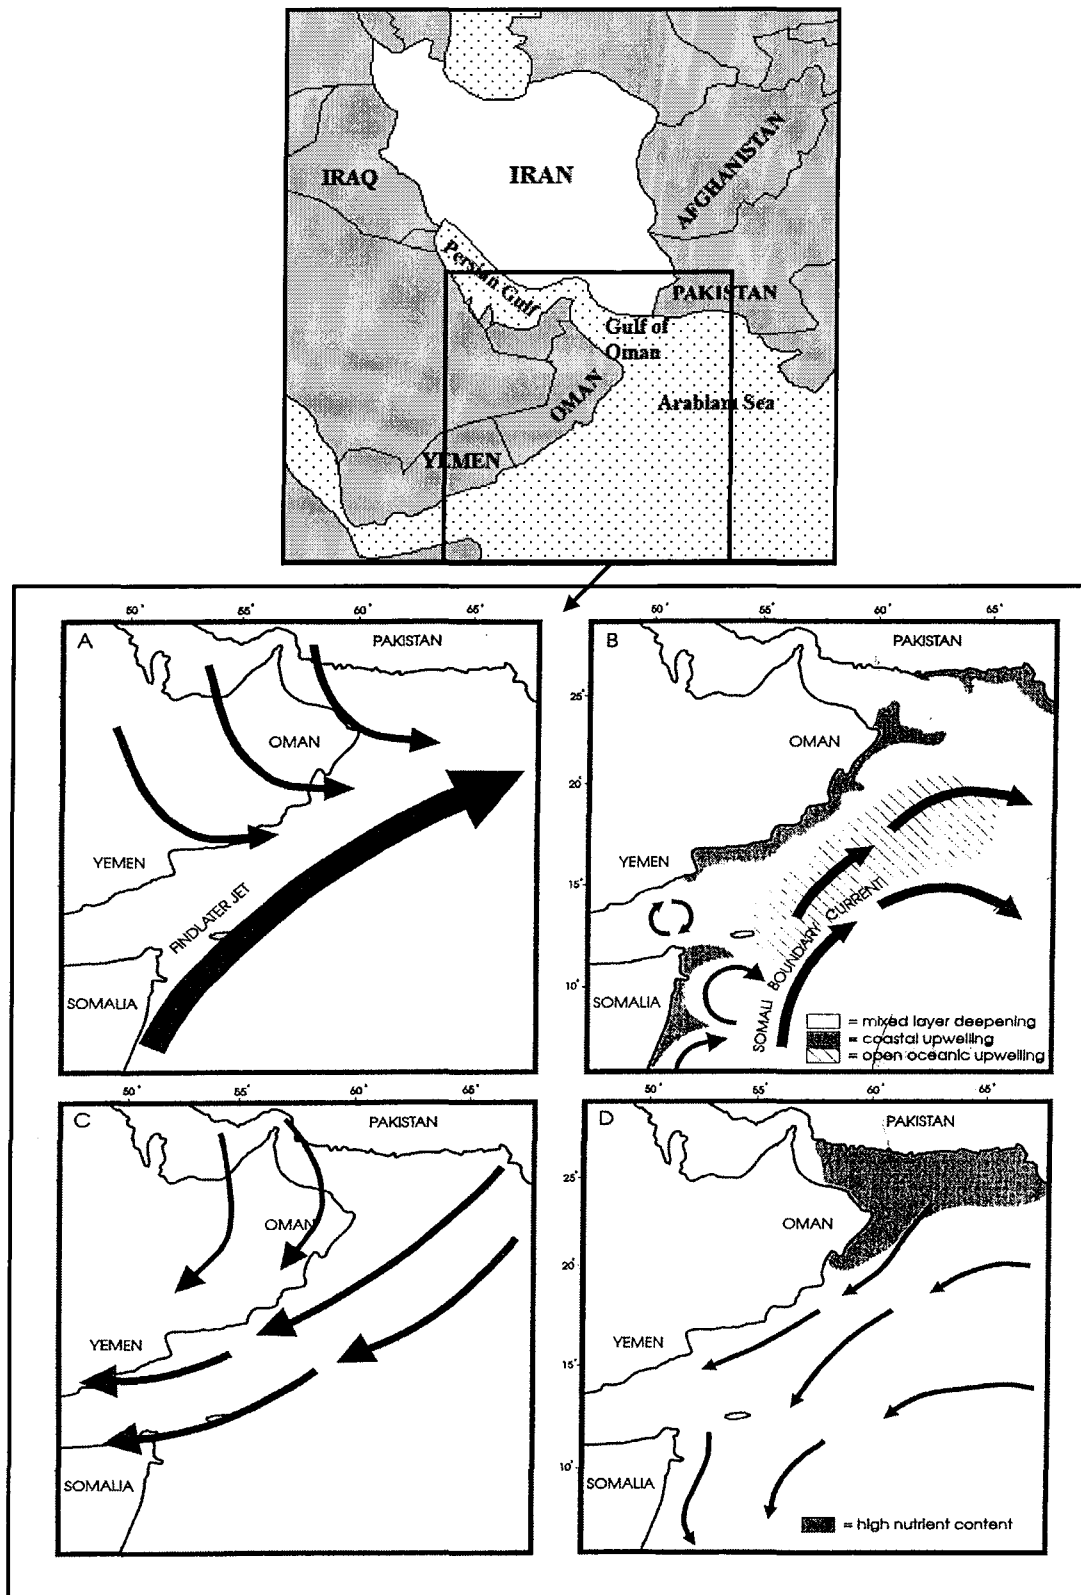 IRAN
IRAQ
AFGHANISTAN
Persian Gulf
PAKISTAN
Gulf of
Oman
OMAN
Arabian Sea
YEMEN
50° 55° 60° 65°
A
PAKISTAN
OMAN
YEMEN
FINDLATER JET
SOMALIA
50° 55° 60° 65°
B
PAKISTAN
25°
OMAN
20°
YEMEN
15°
SOMALI BOUNDARY CURRENT
10°
SOMALIA
= mixed layer deepening
= coastal upwelling
= open oceanic upwelling
50° 55° 60° 65°
C
PAKISTAN
OMAN
YEMEN
SOMALIA
50° 55° 60° 65°
D
PAKISTAN
25°
OMAN
20°
YEMEN
15°
10°
SOMALIA
= high nutrient content